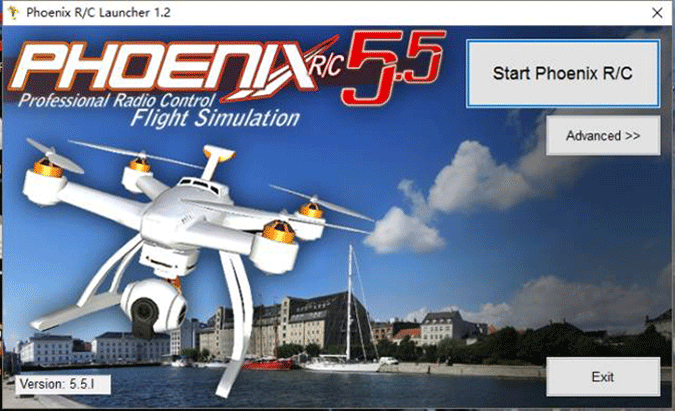 Phoenix R/C Launcher 1.2
PHOENIX R/C 5.5
Professional Radio Control
Flight Simulation
Start Phoenix R/C
Advanced >>
Version: 5.5.l
Exit